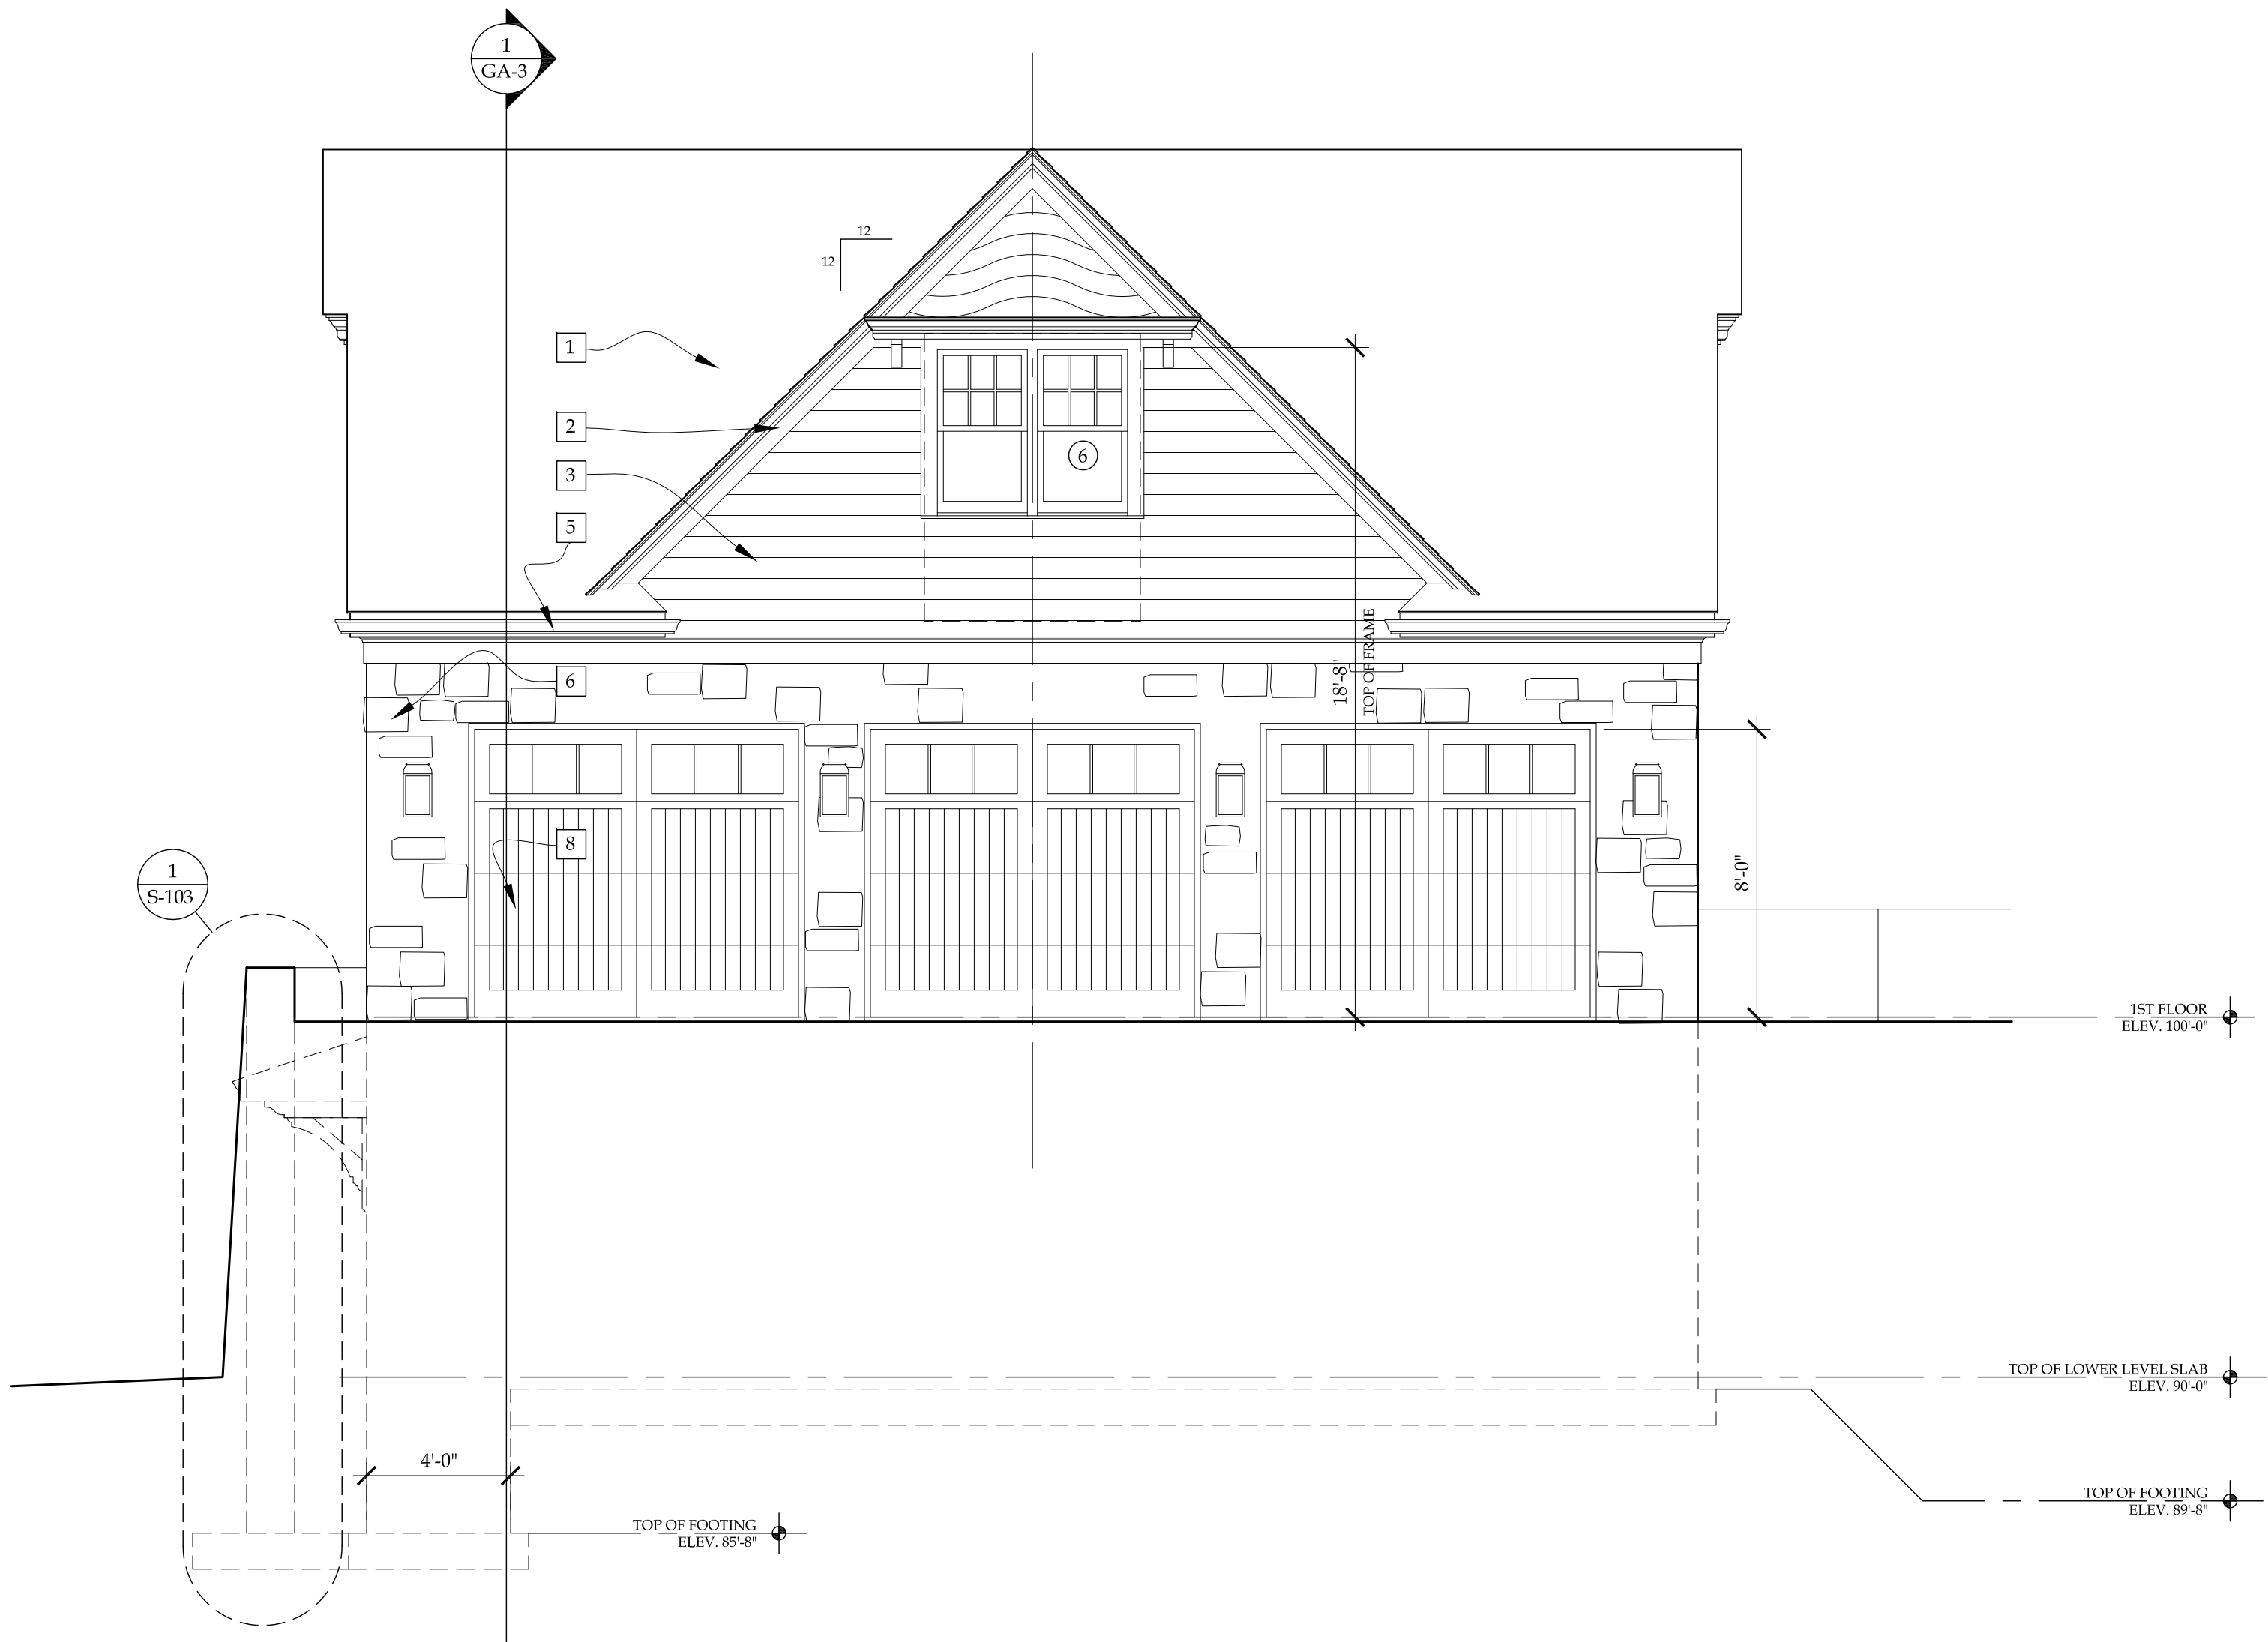 1
GA-3
12
12
1
2
6
3
5
18'-8"
TOP OF FRAME
6
8
8'-0"
1
S-103
1ST FLOOR
ELEV. 100'-0"
TOP OF LOWER LEVEL SLAB
ELEV. 90'-0"
4'-0"
TOP OF FOOTING
ELEV. 89'-8"
TOP OF FOOTING
ELEV. 85'-8"